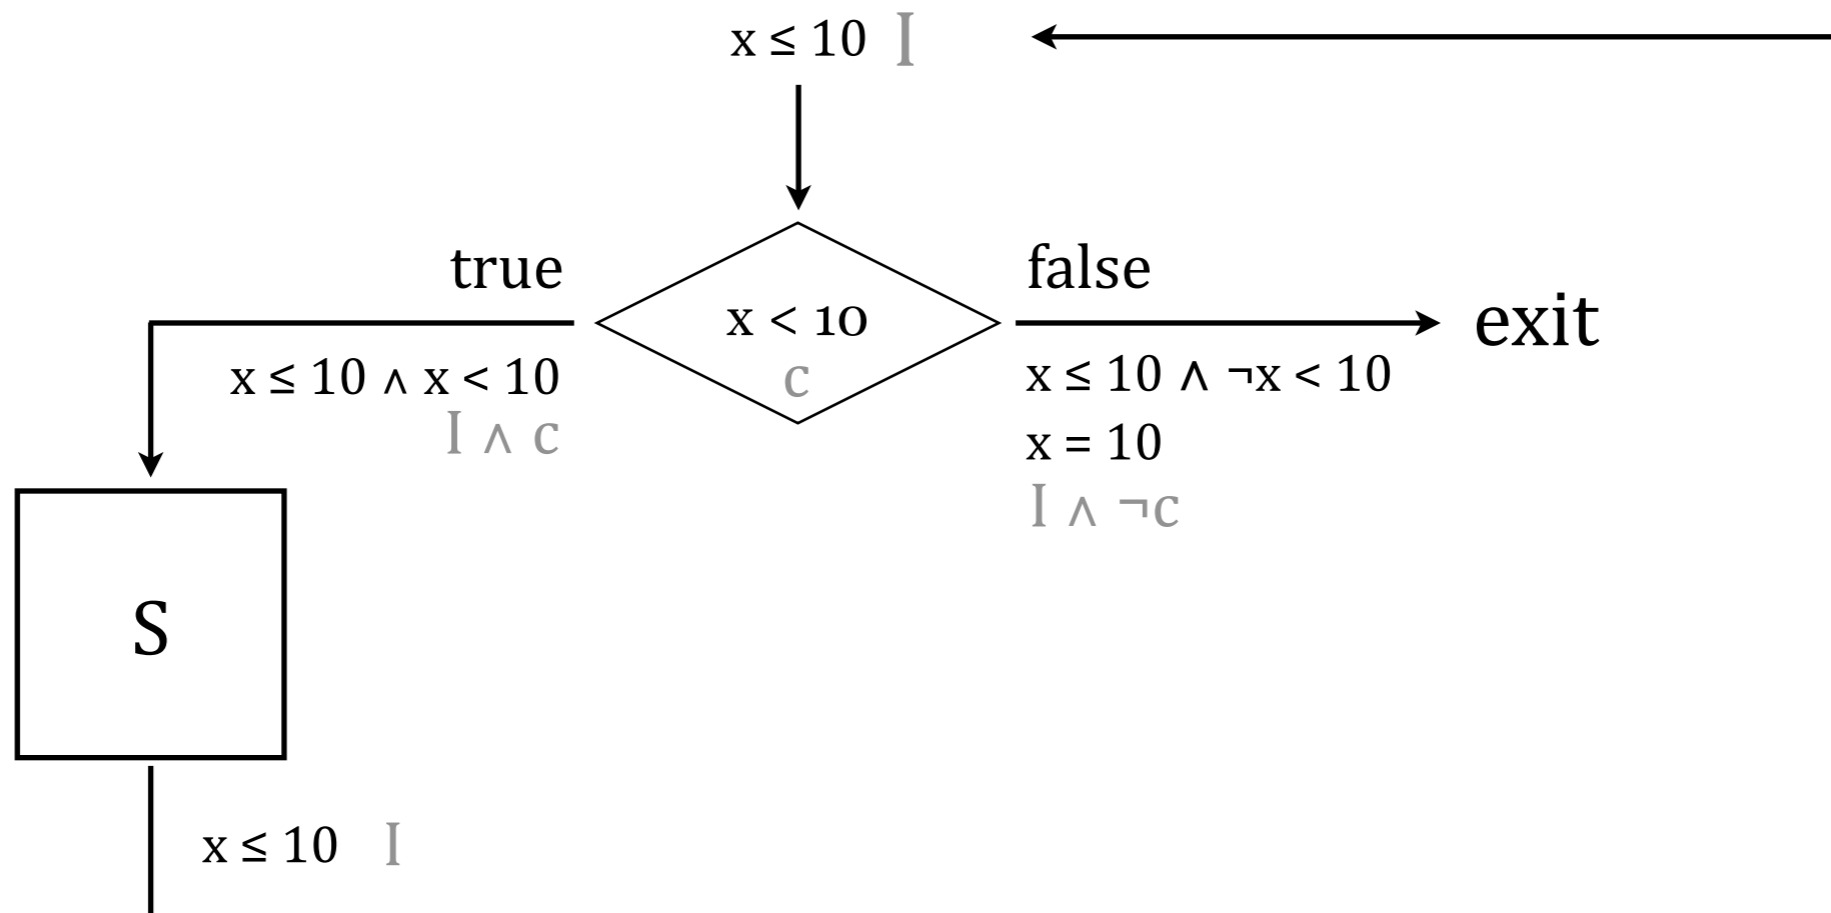 x ≤ 10 I
true
false
x < 10
c
exit
x ≤ 10 ∧ x < 10
I ∧ c
x ≤ 10 ∧ ¬x < 10
x = 10
I ∧ ¬c
S
x ≤ 10 I